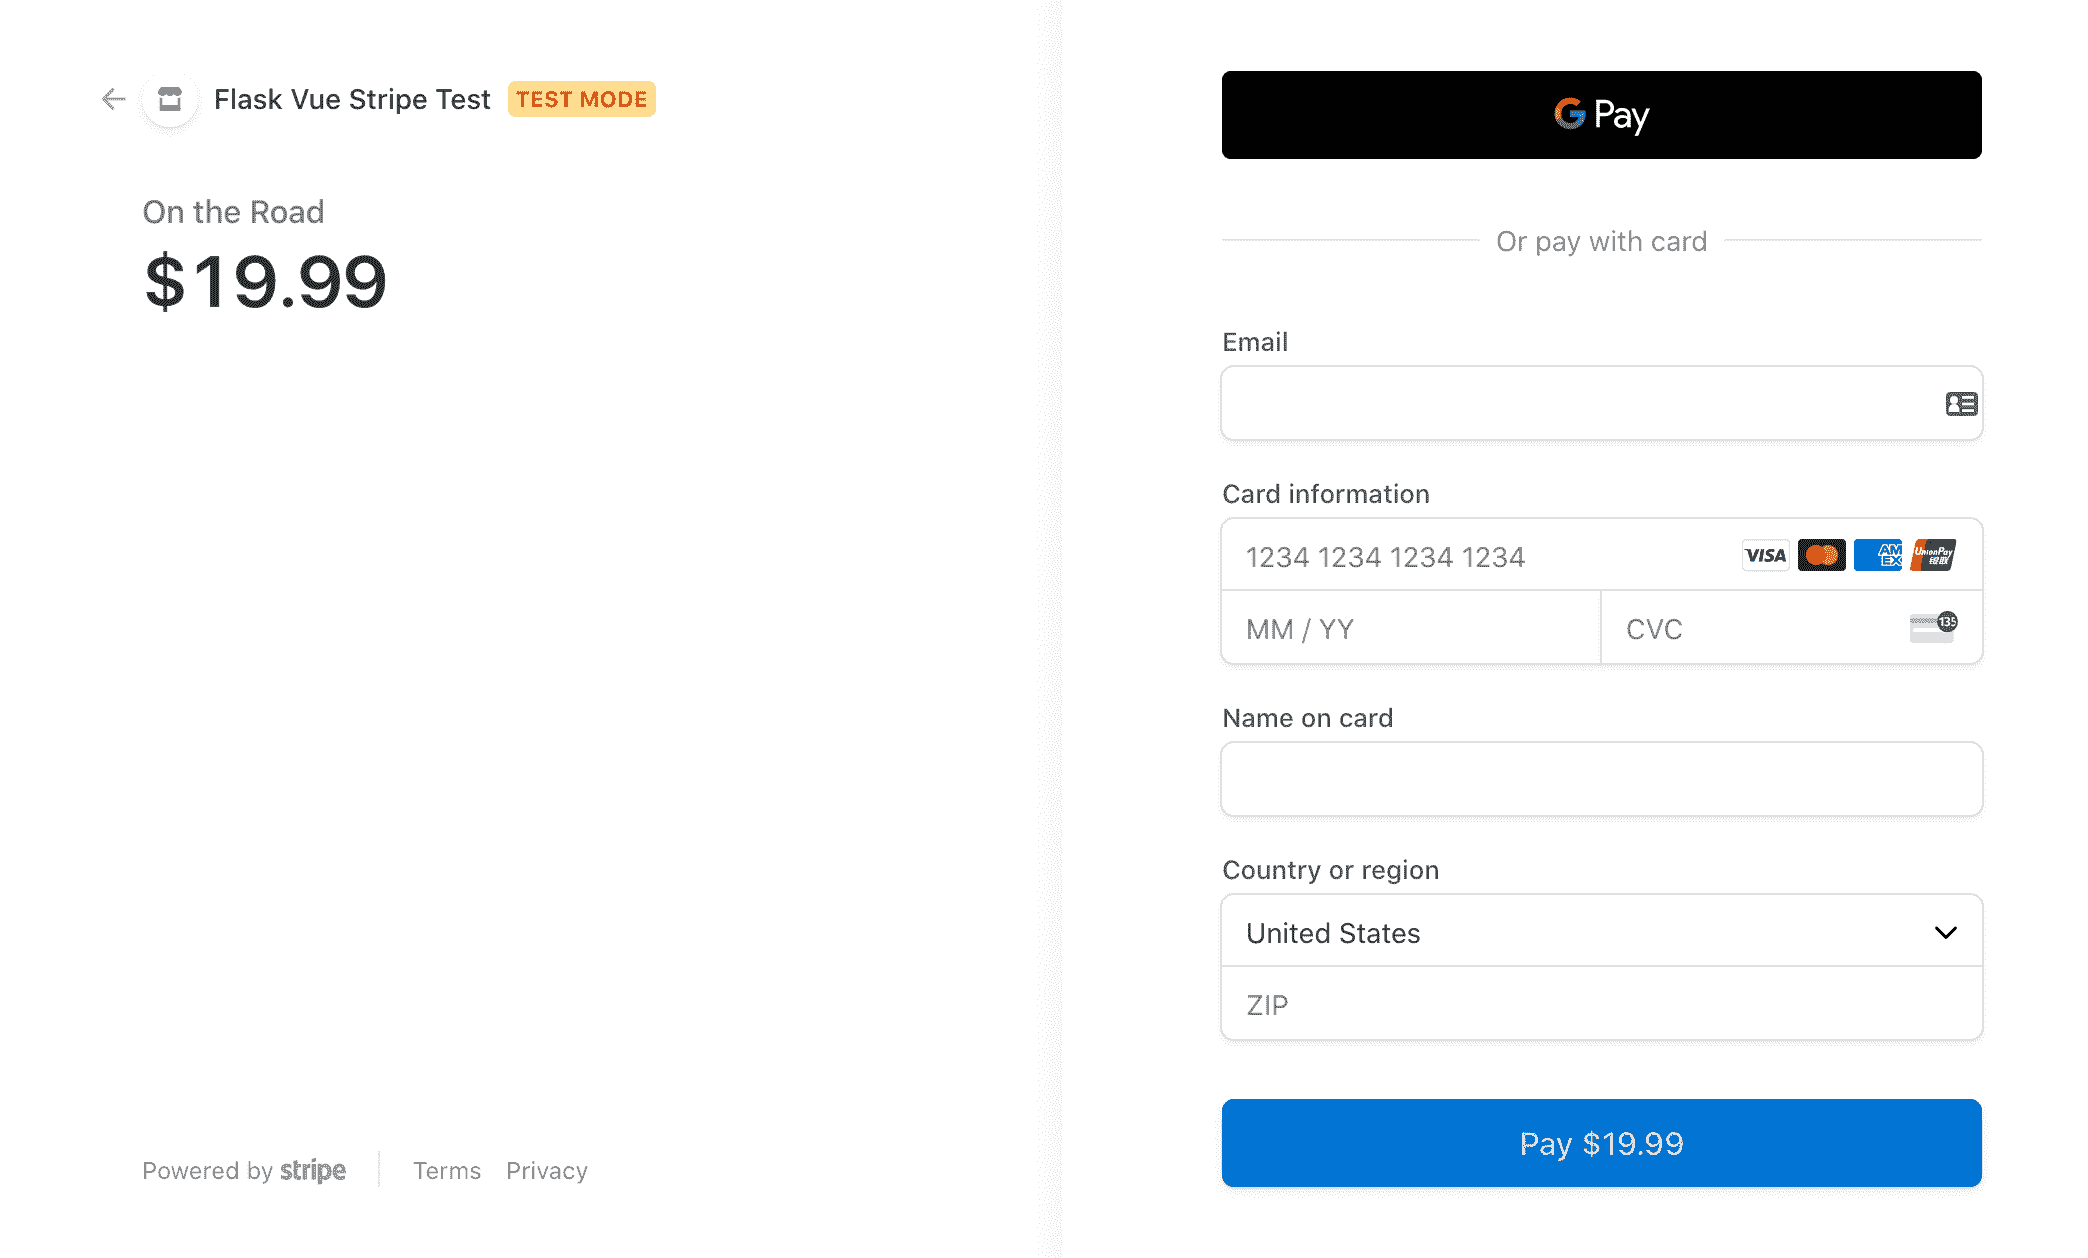 Flask Vue Stripe Test TEST MODE
On the Road
$19.99
Powered by stripe Terms Privacy
G Pay
Or pay with card
Email
Card information
1234 1234 1234 1234 VISA AMEX UnionPay 银联
MM / YY CVC 135
Name on card
Country or region
United States
ZIP
Pay $19.99